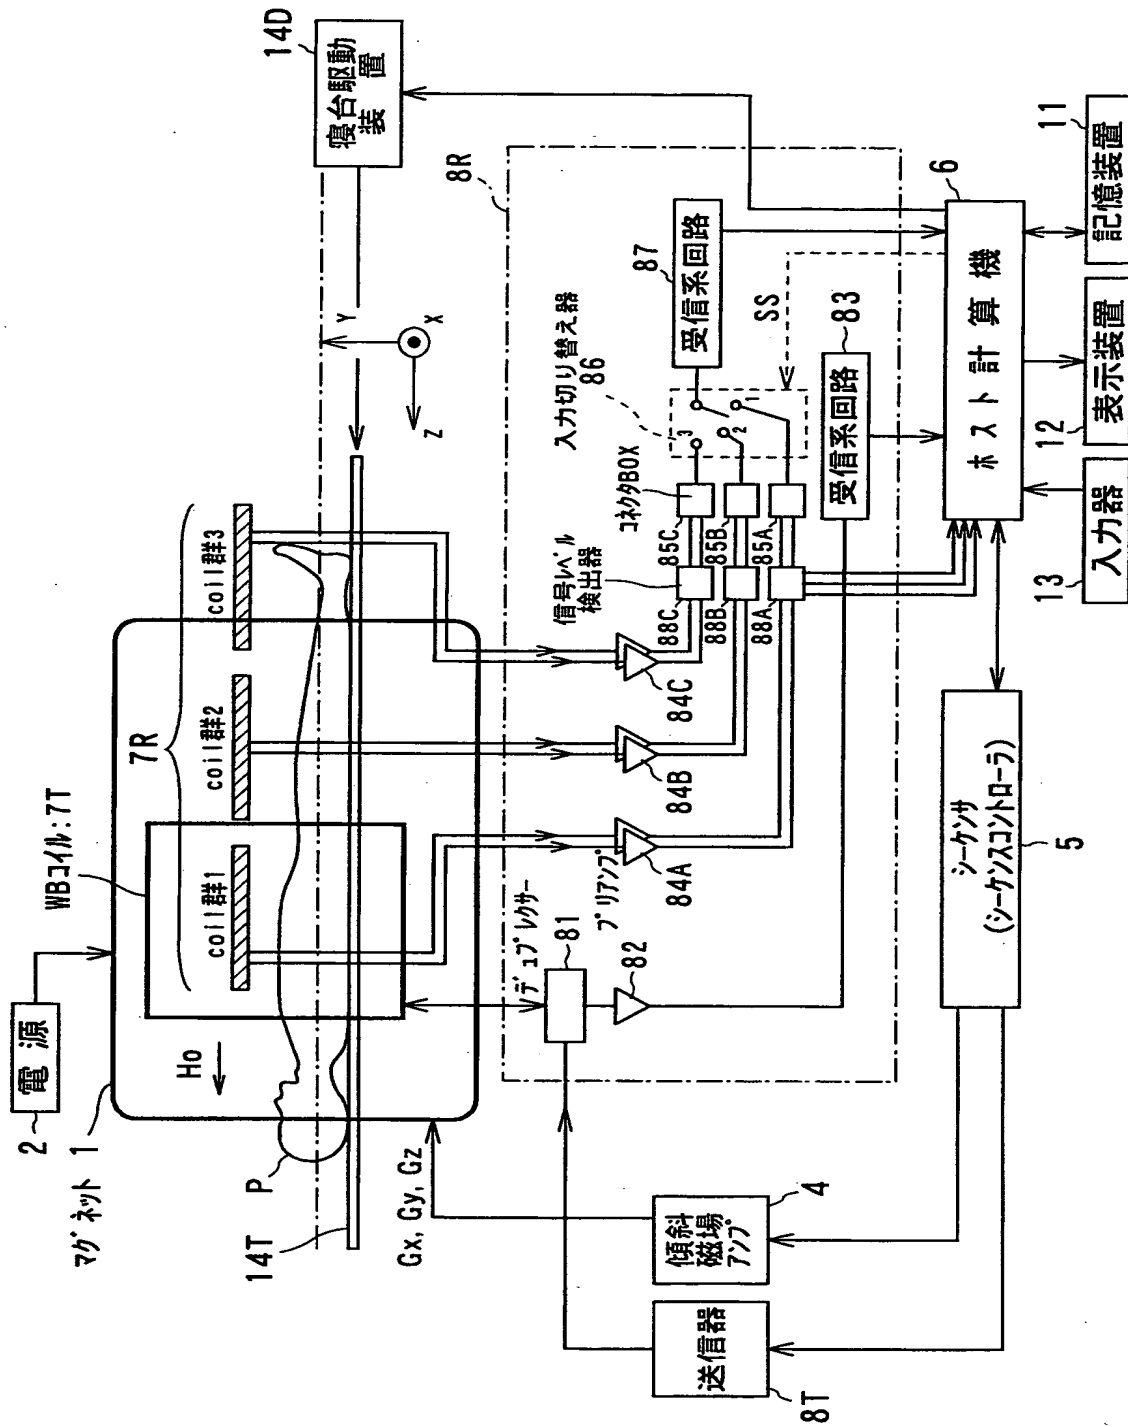 2
電源
マグネット 1
WBコイル:7T
7R
coil群1
coil群2
coil群3
14D
寝台駆動
装置
Ho
P
14T
Gx, Gy, Gz
Y
X
Z
8R
デュプレクサー
81
82
プリアンプ
84A
84B
84C
信号レベル
検出器
88C
88B
88A
コネクタBOX
85C
85B
85A
入力切り替え器
86
3
2
1
87
受信系回路
SS
83
受信系回路
6
ホスト計算機
11
記憶装置
12
表示装置
13
入力器
シーケンサ
(シーケンスコントローラ)
5
4
傾斜
磁場
アンプ
送信器
8T